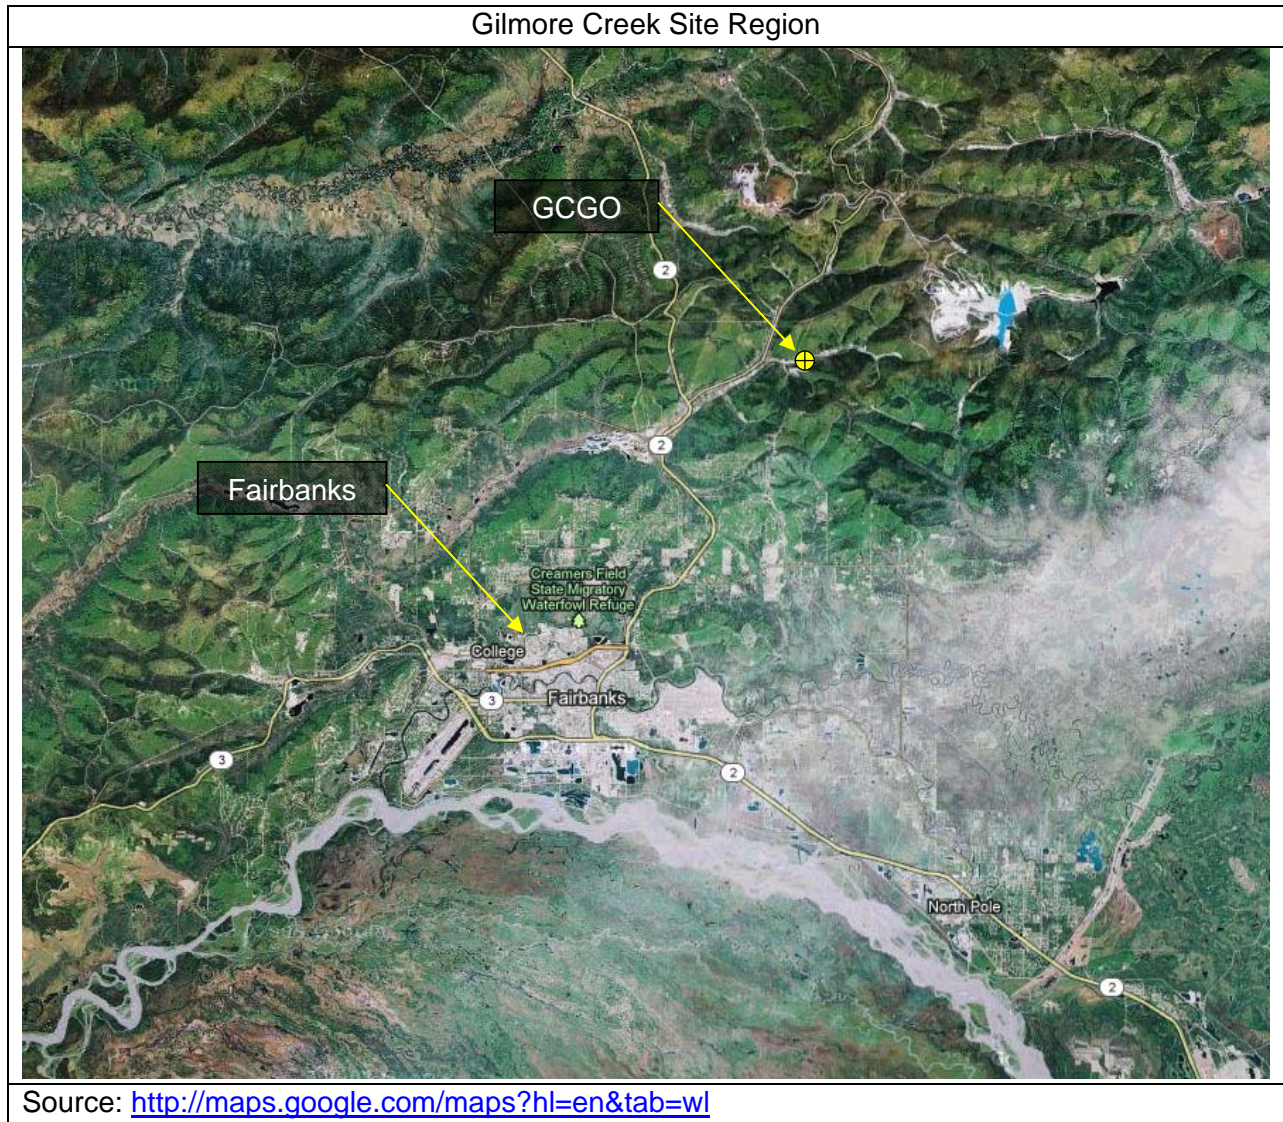 Gilmore Creek Site Region
GCGO
2
2
Fairbanks
Creamers Field
State Migratory
Waterfowl Refuge
College
3
Fairbanks
3
2
North Pole
2
Source: http://maps.google.com/maps?hl=en&tab=wl